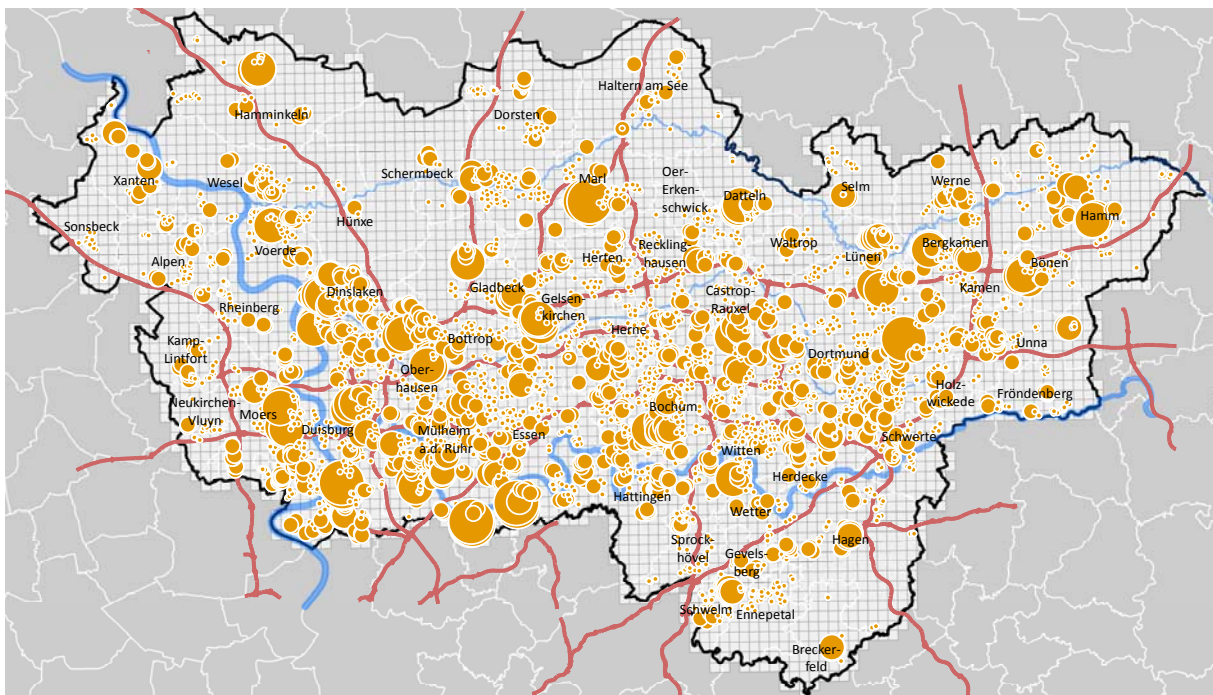 Haltern am See
Hamminkeln
Dorsten
Schermbeck
Marl
Oer-
Erken-
schwick
Datteln
Selm
Werne
Xanten
Wesel
Hünxe
Hamm
Sonsbeck
Voerde
Reckling-
hausen
Waltrop
Bergkamen
Alpen
Herten
Lünen
Bönen
Dinslaken
Gladbeck
Kamen
Rheinberg
Gelsen-
kirchen
Castrop-
Rauxel
Kamp-
Lintfort
Bottrop
Herne
Unna
Dortmund
Ober-
hausen
Holz-
wickede
Fröndenberg
Neukirchen-
Vluyn
Moers
Bochum
Duisburg
Mülheim
a.d. Ruhr
Essen
Schwerte
Witten
Herdecke
Hattingen
Wetter
Sprock-
hövel
Hagen
Gevels-
berg
Schwelm
Ennepetal
Brecker-
feld